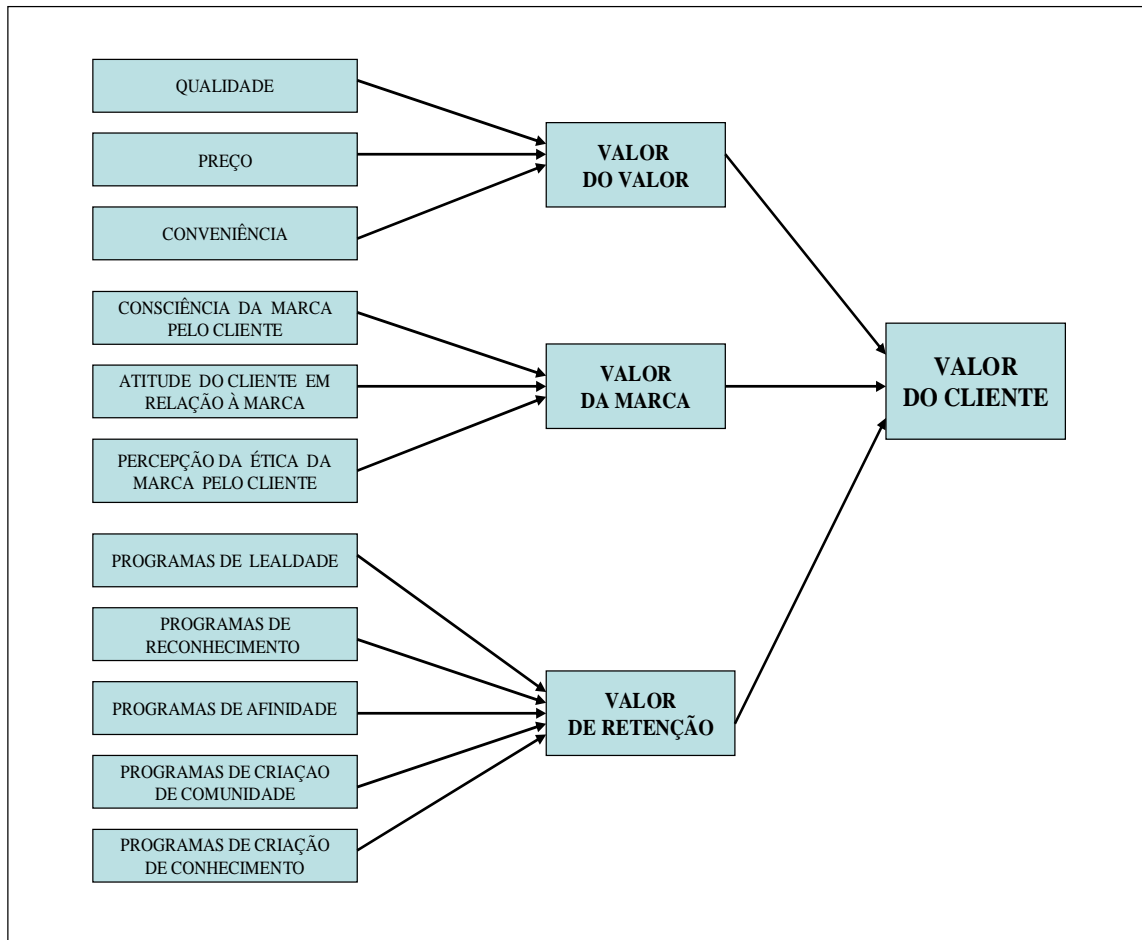 QUALIDADE
PREÇO
CONVENIÊNCIA
VALOR
DO VALOR
CONSCIÊNCIA DA MARCA
PELO CLIENTE
ATITUDE DO CLIENTE EM
RELAÇÃO À MARCA
PERCEPÇÃO DA ÉTICA DA
MARCA PELO CLIENTE
VALOR
DA MARCA
PROGRAMAS DE LEALDADE
PROGRAMAS DE
RECONHECIMENTO
PROGRAMAS DE AFINIDADE
PROGRAMAS DE CRIAÇAO
DE COMUNIDADE
PROGRAMAS DE CRIAÇÃO
DE CONHECIMENTO
VALOR
DE RETENÇÃO
VALOR
DO CLIENTE